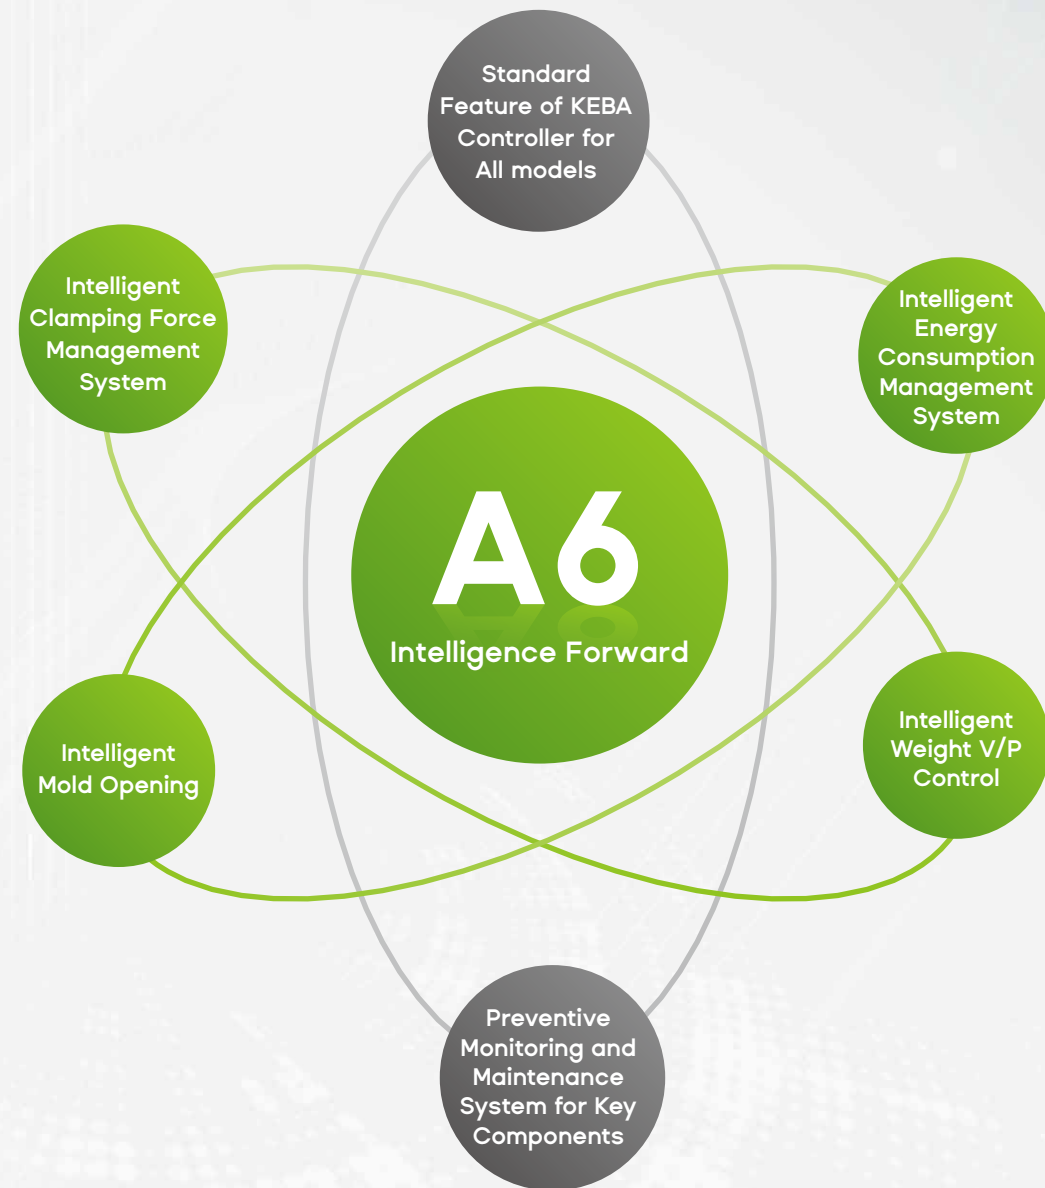 Standard
Feature of KEBA
Controller for
All models
Intelligent
Clamping Force
Management
System
Intelligent
Energy
Consumption
Management
System
A6
Intelligence Forward
Intelligent
Mold Opening
Intelligent
Weight V/P
Control
Preventive
Monitoring and
Maintenance
System for Key
Components